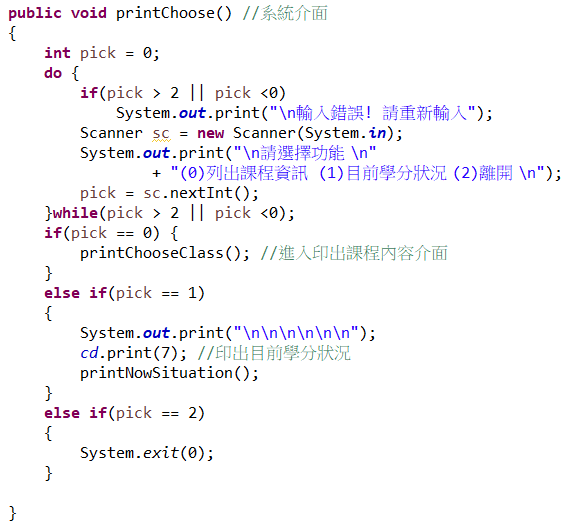 public void printChoose() //系統介面
{
    int pick = 0;
    do {
        if(pick > 2 || pick <0)
            System.out.print("\n輸入錯誤! 請重新輸入");
        Scanner sc = new Scanner(System.in);
        System.out.print("\n請選擇功能 \n"
                + "(0)列出課程資訊 (1)目前學分狀況 (2)離開 \n");
        pick = sc.nextInt();
    }while(pick > 2 || pick <0);
    if(pick == 0) {
        printChooseClass(); //進入印出課程內容介面
    }
    else if(pick == 1)
    {
        System.out.print("\n\n\n\n\n\n");
        cd.print(7); //印出目前學分狀況
        printNowSituation();
    }
    else if(pick == 2)
    {
        System.exit(0);
    }
}